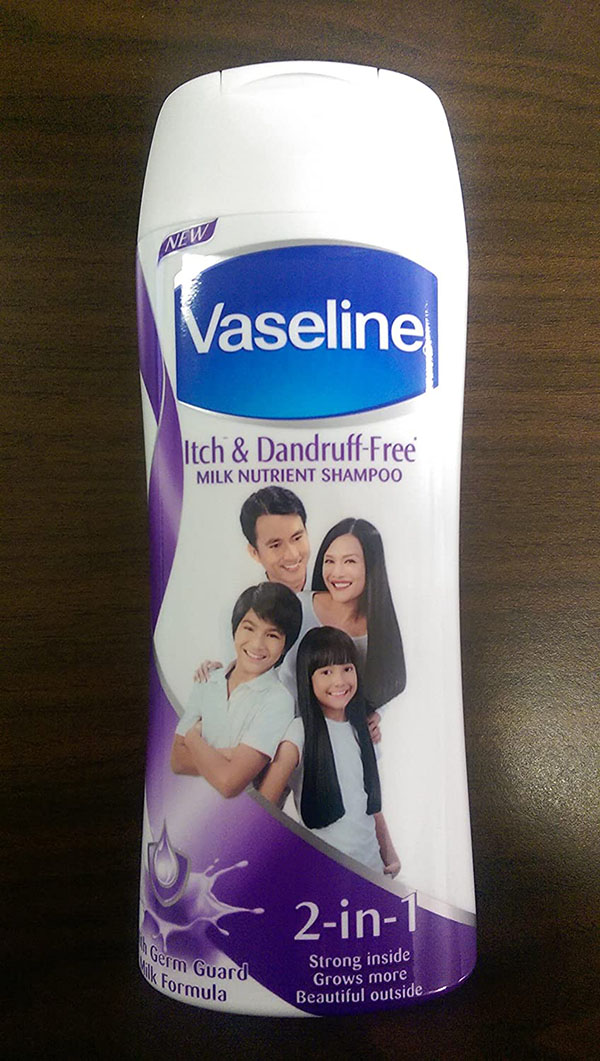 NEW
Vaseline
Itch & Dandruff-Free*
MILK NUTRIENT SHAMPOO
2-in-1
Strong inside
Grows more
Beautiful outside
Germ Guard
Milk Formula